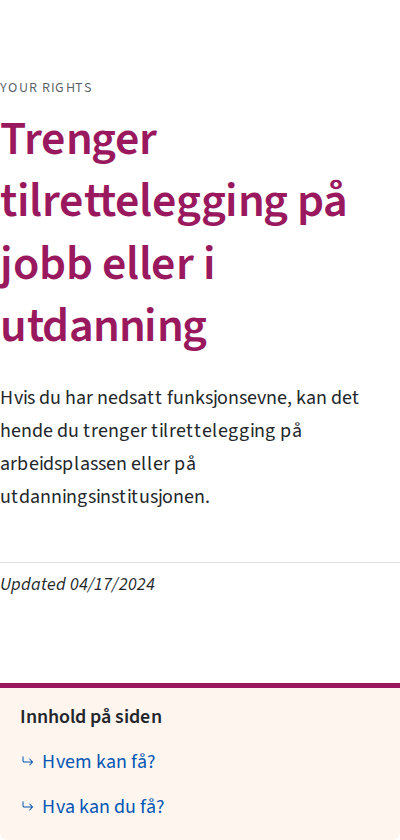 YOUR RIGHTS
Trenger
tilrettelegging på
jobb eller i
utdanning
Hvis du har nedsatt funksjonsevne, kan det
hende du trenger tilrettelegging på
arbeidsplassen eller på
utdanningsinstitusjonen.
Updated 04/17/2024
Innhold på siden
Hvem kan få?
Hva kan du få?